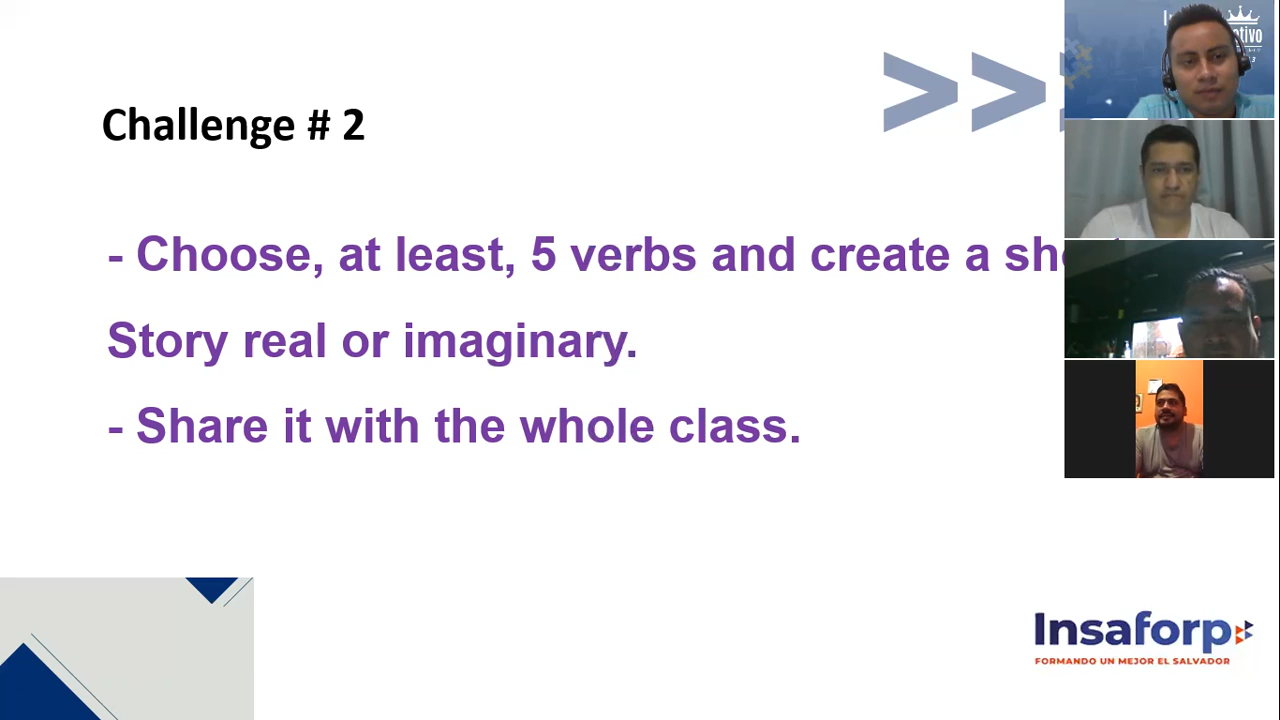 Challenge # 2
- Choose, at least, 5 verbs and create a
Story real or imaginary.
- Share it with the whole class.
Insaforp
FORMANDO UN MEJOR EL SALVADOR